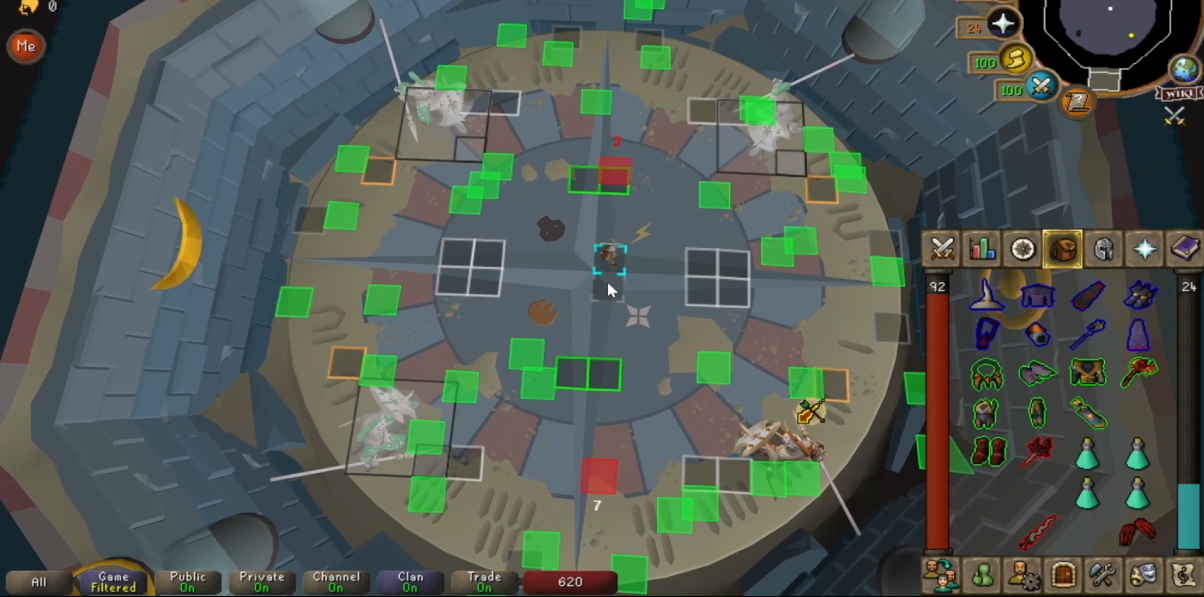 0
Me
24
100
100
WIKI
3
92
24
7
All
Game
Filtered
Public
On
Private
On
Channel
On
Clan
On
Trade
On
620